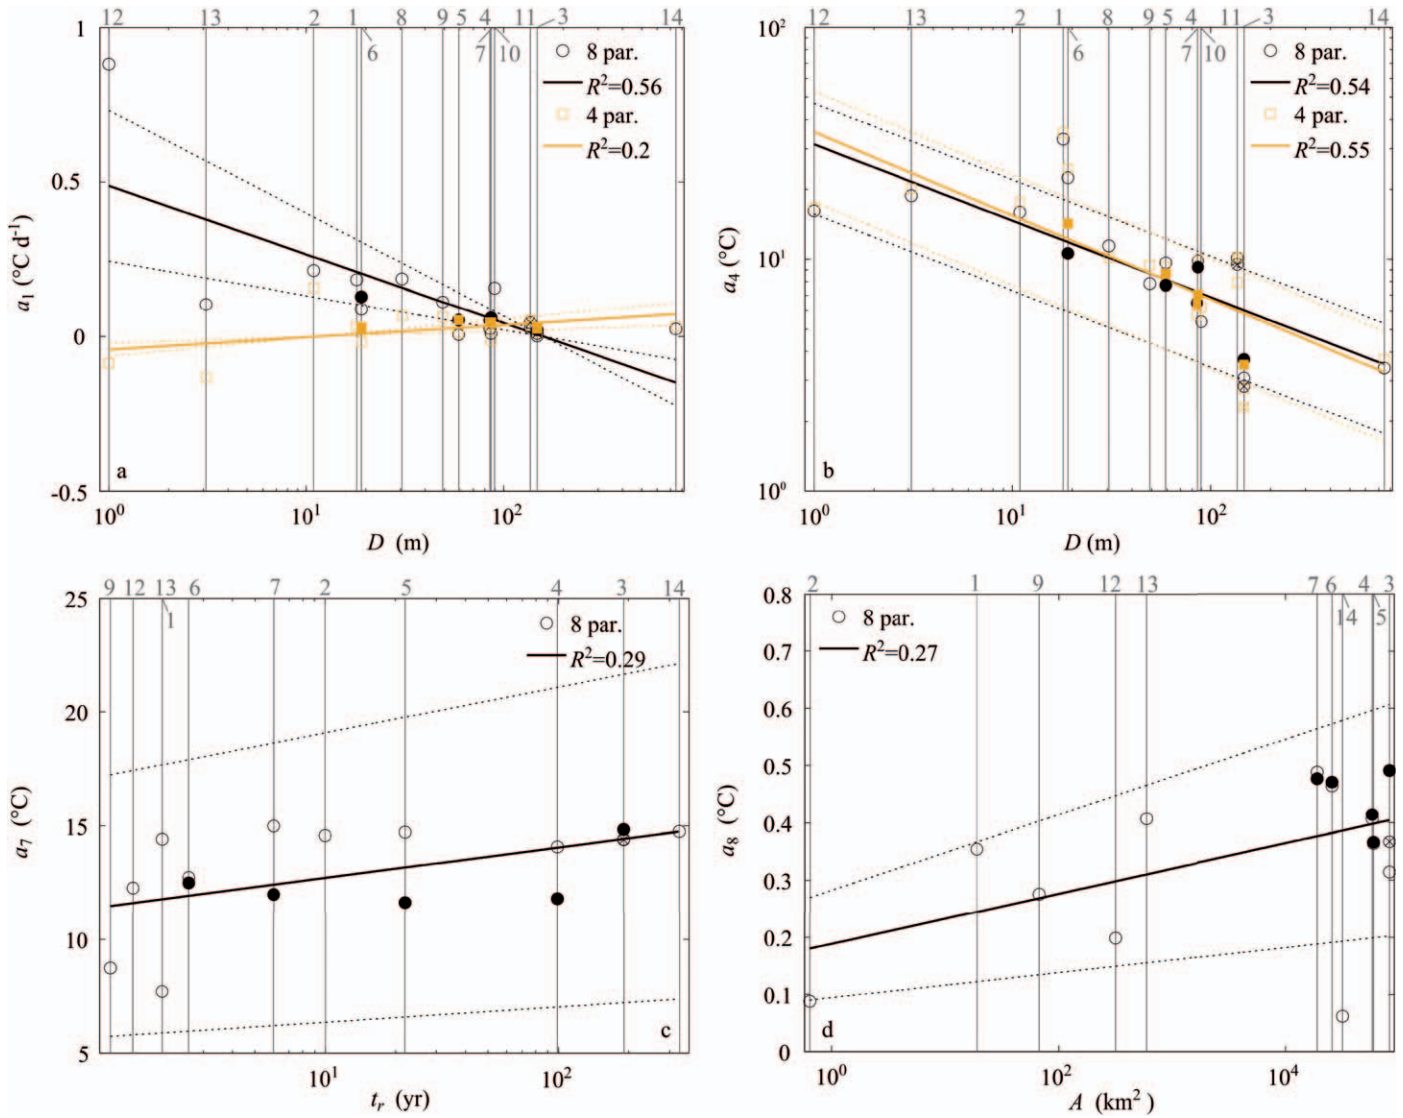 12 13 2 1 8 9 5 4 11 3 14
6 7 10
1
0.5
0
-0.5
a₁ (°C d⁻¹)
8 par.
R²=0.56
4 par.
R²=0.2
a
10⁰ 10¹ 10²
D (m)
12 13 2 1 8 9 5 4 11 3 14
6 7 10
10²
10¹
10⁰
a₄ (°C)
8 par.
R²=0.54
4 par.
R²=0.55
b
10⁰ 10¹ 10²
D (m)
9 12 13 6 7 2 5 4 3 14
1
25
20
15
10
5
a₇ (°C)
8 par.
R²=0.29
c
10¹ 10²
tᵣ (yr)
2 1 9 12 13 7 6 4 3
14 5
0.8
0.7
0.6
0.5
0.4
0.3
0.2
0.1
0
a₈ (°C)
8 par.
R²=0.27
d
10⁰ 10² 10⁴
A (km²)